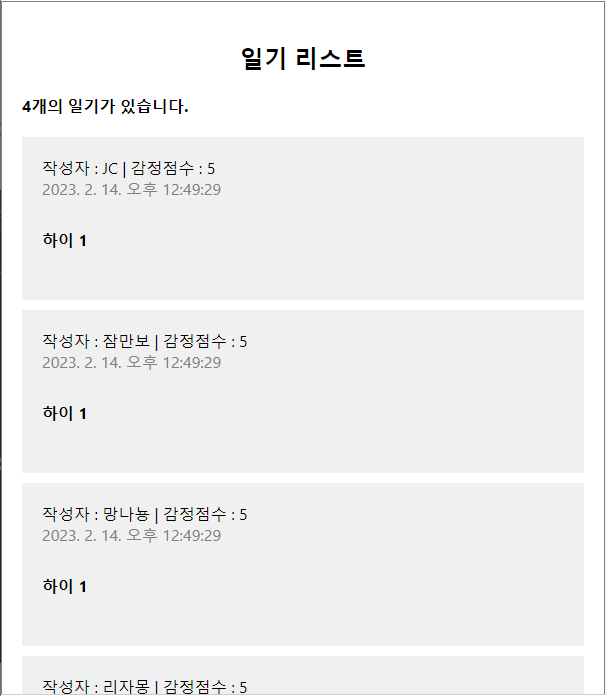 일기 리스트
4개의 일기가 있습니다.
작성자 : JC | 감정점수 : 5
2023. 2. 14. 오후 12:49:29
하이 1
작성자 : 잠만보 | 감정점수 : 5
2023. 2. 14. 오후 12:49:29
하이 1
작성자 : 망나뇽 | 감정점수 : 5
2023. 2. 14. 오후 12:49:29
하이 1
작성자 : 리자몽 | 감정점수 : 5